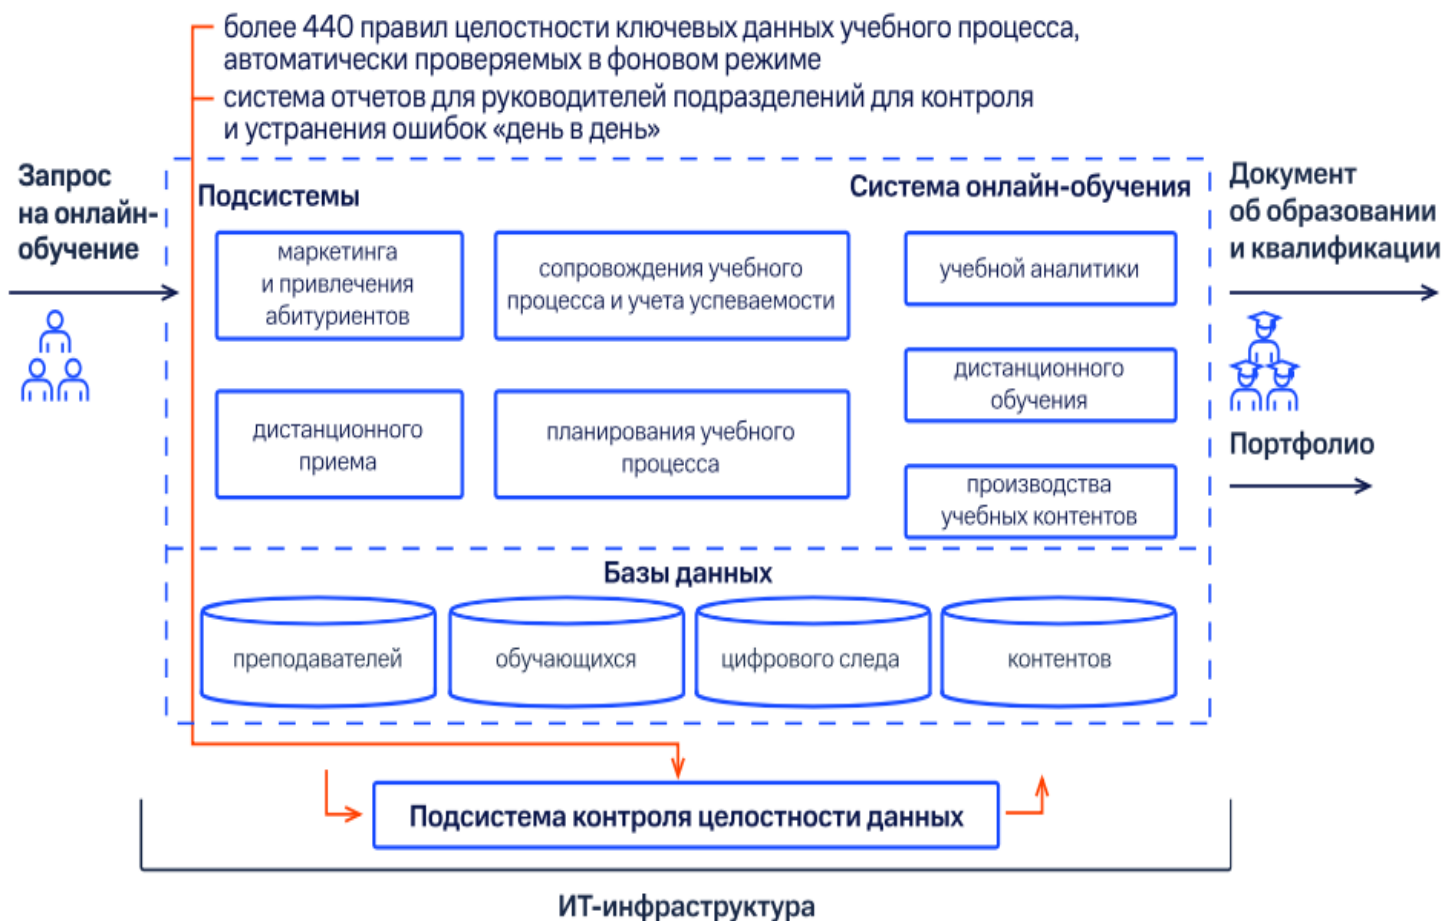 более 440 правил целостности ключевых данных учебного процесса,
автоматически проверяемых в фоновом режиме
система отчетов для руководителей подразделений для контроля
и устранения ошибок «день в день»
Запрос
на онлайн-
обучение
Подсистемы
Система онлайн-обучения
маркетинга
и привлечения
абитуриентов
сопровождения учебного
процесса и учета успеваемости
учебной аналитики
дистанционного
обучения
дистанционного
приема
планирования учебного
процесса
производства
учебных контентов
Документ
об образовании
и квалификации
Портфолио
Базы данных
преподавателей
обучающихся
цифрового следа
контентов
Подсистема контроля целостности данных
ИТ-инфраструктура